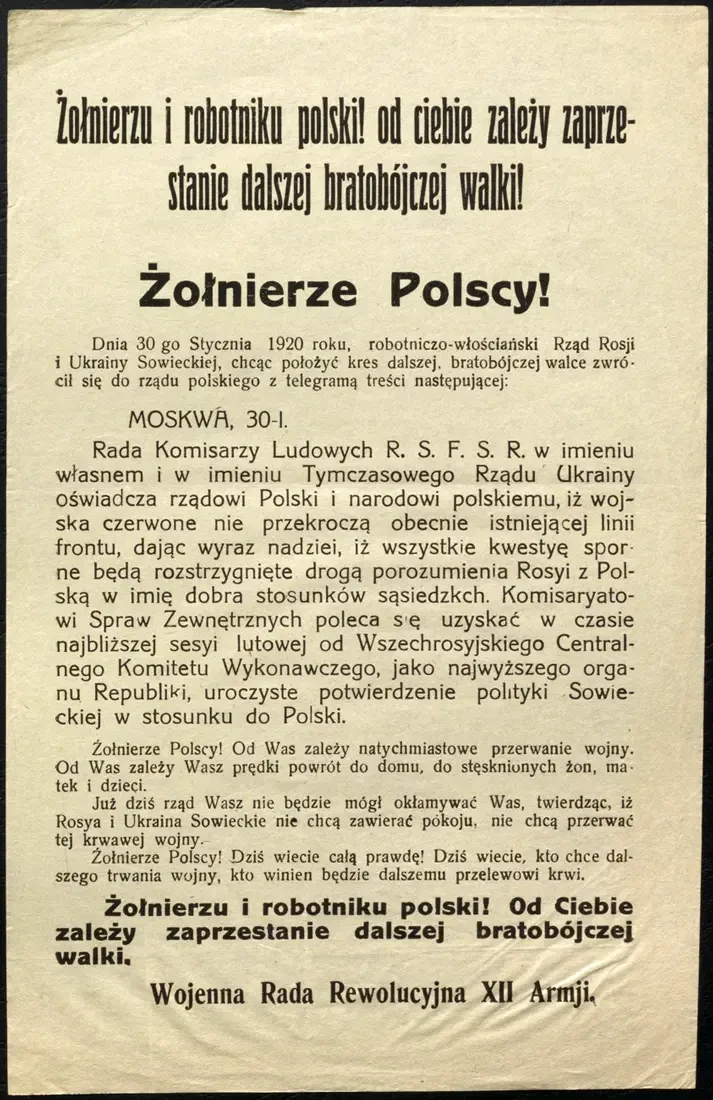 Żołnierzu i robotniku polski! od ciebie zależy zaprze-
stanie dalszej bratobójczej walki!
Żołnierze Polscy!
Dnia 30 go Stycznia 1920 roku, robotniczo-włościański Rząd Rosji
i Ukrainy Sowieckiej, chcąc położyć kres dalszej, bratobójczej walce zwró-
cił się do rządu polskiego z telegramą treści następującej:
MOSKWA, 30-I.
Rada Komisarzy Ludowych R. S. F. S. R. w imieniu
własnem i w imieniu Tymczasowego Rządu Ukrainy
oświadcza rządowi Polski i narodowi polskiemu, iż woj-
ska czerwone nie przekroczą obecnie istniejącej linii
frontu, dając wyraz nadziei, iż wszystkie kwestyę spor-
ne będą rozstrzygnięte drogą porozumienia Rosyi z Pol-
ską w imię dobra stosunków sąsiedzkch. Komisaryato-
wi Spraw Zewnętrznych poleca się uzyskać w czasie
najbliższej sesyi lutowej od Wszechrosyjskiego Central-
nego Komitetu Wykonawczego, jako najwyższego orga-
nu Republiki, uroczyste potwierdzenie polityki Sowie-
ckiej w stosunku do Polski.
Żołnierze Polscy! Od Was zależy natychmiastowe przerwanie wojny.
Od Was zależy Wasz prędki powrót do domu, do stęsknionych żon, ma-
tek i dzieci.
Już dziś rząd Wasz nie będzie mógł okłamywać Was, twierdząc, iż
Rosya i Ukraina Sowieckie nie chcą zawierać pokoju, nie chcą przerwać
tej krwawej wojny.
Żołnierze Polscy! Dziś wiecie całą prawdę! Dziś wiecie, kto chce dal-
szego trwania wojny, kto winien będzie dalszemu przelewowi krwi.
Żołnierzu i robotniku polski! Od Ciebie
zależy zaprzestanie dalszej bratobójczej
walki.
Wojenna Rada Rewolucyjna XII Armji.